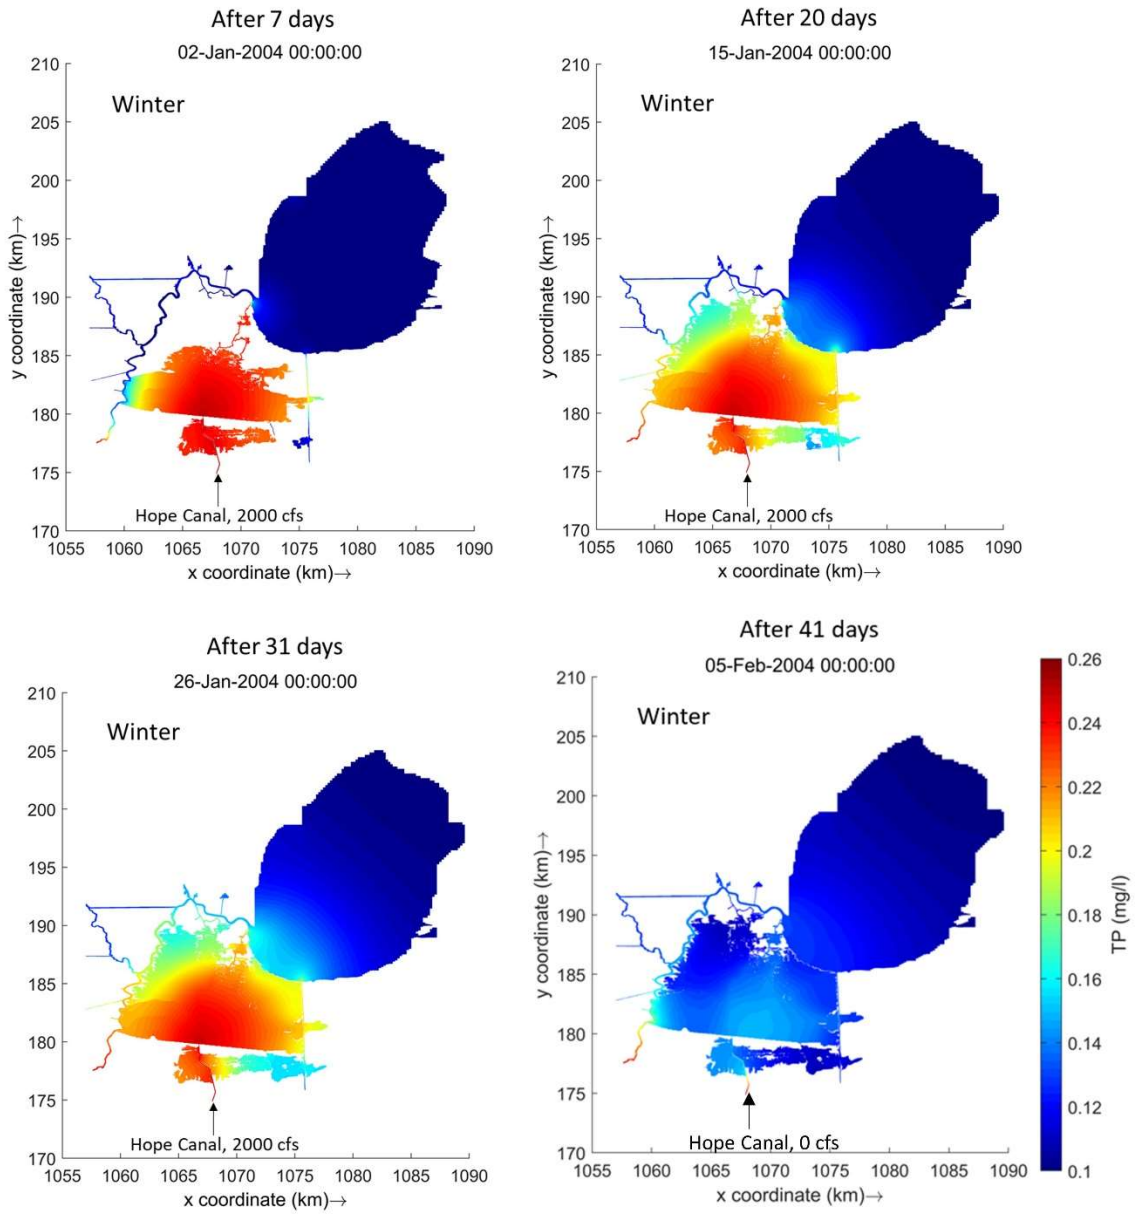 After 7 days
02-Jan-2004 00:00:00
210
205
200
195
190
185
180
175
170
y coordinate (km)→
Winter
Hope Canal, 2000 cfs
1055 1060 1065 1070 1075 1080 1085 1090
x coordinate (km)→
After 20 days
15-Jan-2004 00:00:00
210
205
200
195
190
185
180
175
170
y coordinate (km)→
Winter
Hope Canal, 2000 cfs
1055 1060 1065 1070 1075 1080 1085 1090
x coordinate (km)→
After 31 days
26-Jan-2004 00:00:00
210
205
200
195
190
185
180
175
170
y coordinate (km)→
Winter
Hope Canal, 2000 cfs
1055 1060 1065 1070 1075 1080 1085 1090
x coordinate (km)→
After 41 days
05-Feb-2004 00:00:00
210
205
200
195
190
185
180
175
170
y coordinate (km)→
Winter
Hope Canal, 0 cfs
1055 1060 1065 1070 1075 1080 1085 1090
x coordinate (km)→
0.26
0.24
0.22
0.2
0.18
0.16
0.14
0.12
0.1
TP (mg/l)